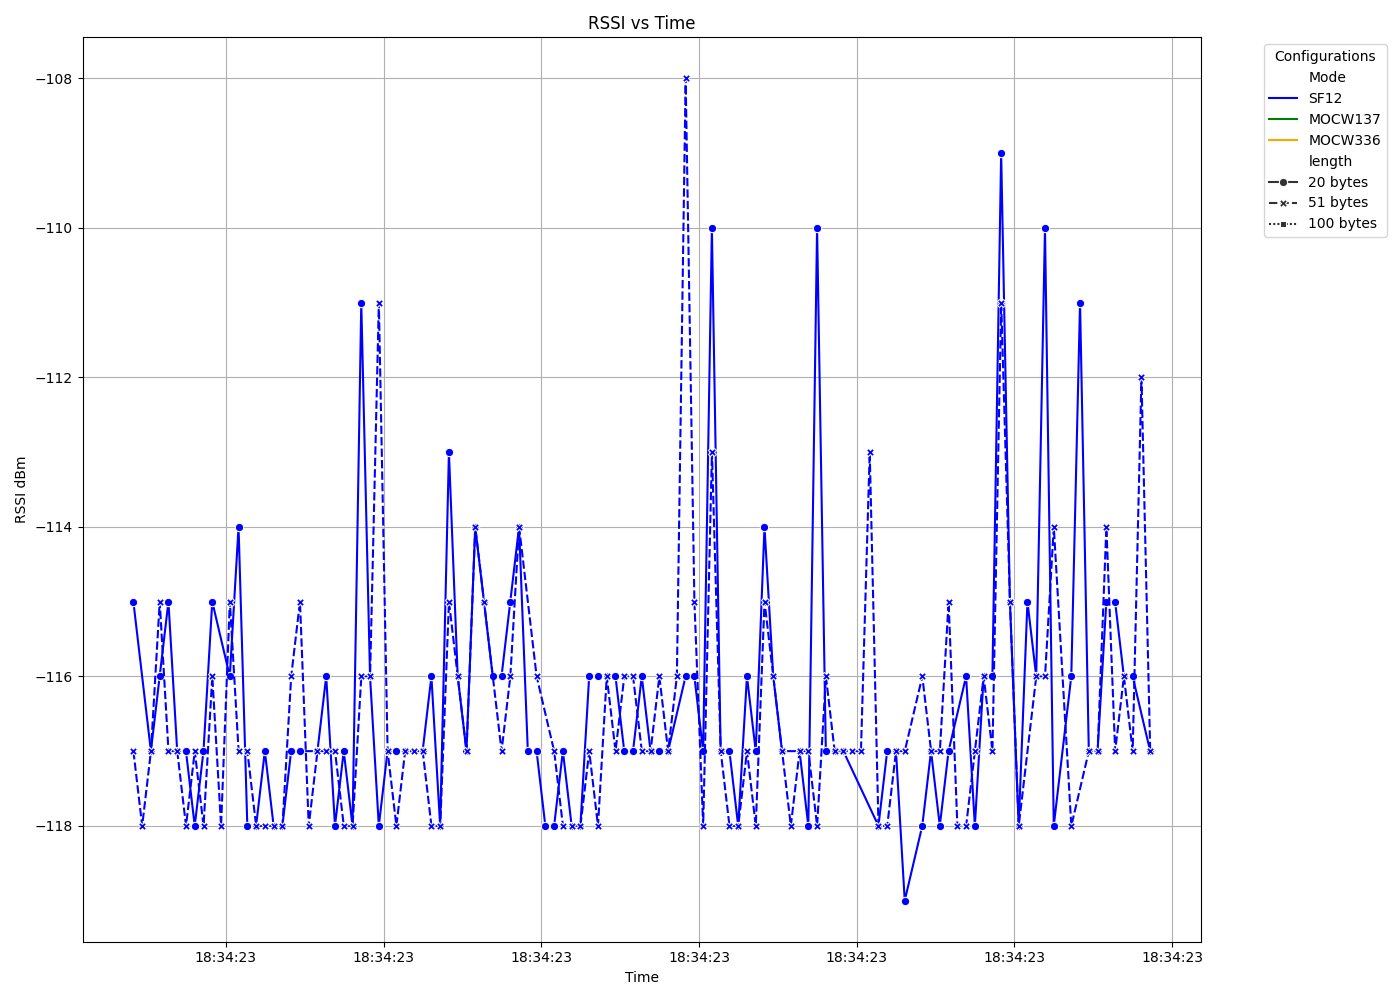 RSSI vs Time
RSSI dBm
−108
−110
−112
−114
−116
−118
18:34:23
18:34:23
18:34:23
18:34:23
18:34:23
18:34:23
18:34:23
Time
Configurations
Mode
SF12
MOCW137
MOCW336
length
20 bytes
51 bytes
100 bytes